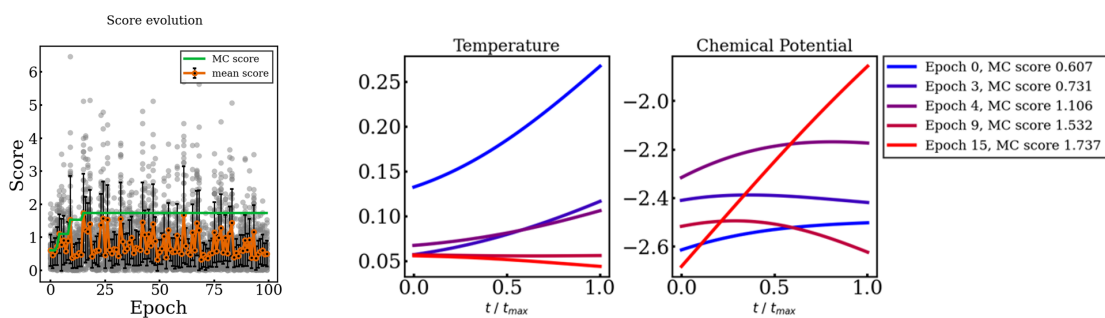 Score evolution
MC score
mean score
6
5
4
3
2
1
0
Score
0
25
50
75
100
Epoch
Temperature
0.25
0.20
0.15
0.10
0.05
0.0
0.5
1.0
t / tmax
Chemical Potential
−2.0
−2.2
−2.4
−2.6
0.0
0.5
1.0
t / tmax
Epoch 0, MC score 0.607
Epoch 3, MC score 0.731
Epoch 4, MC score 1.106
Epoch 9, MC score 1.532
Epoch 15, MC score 1.737